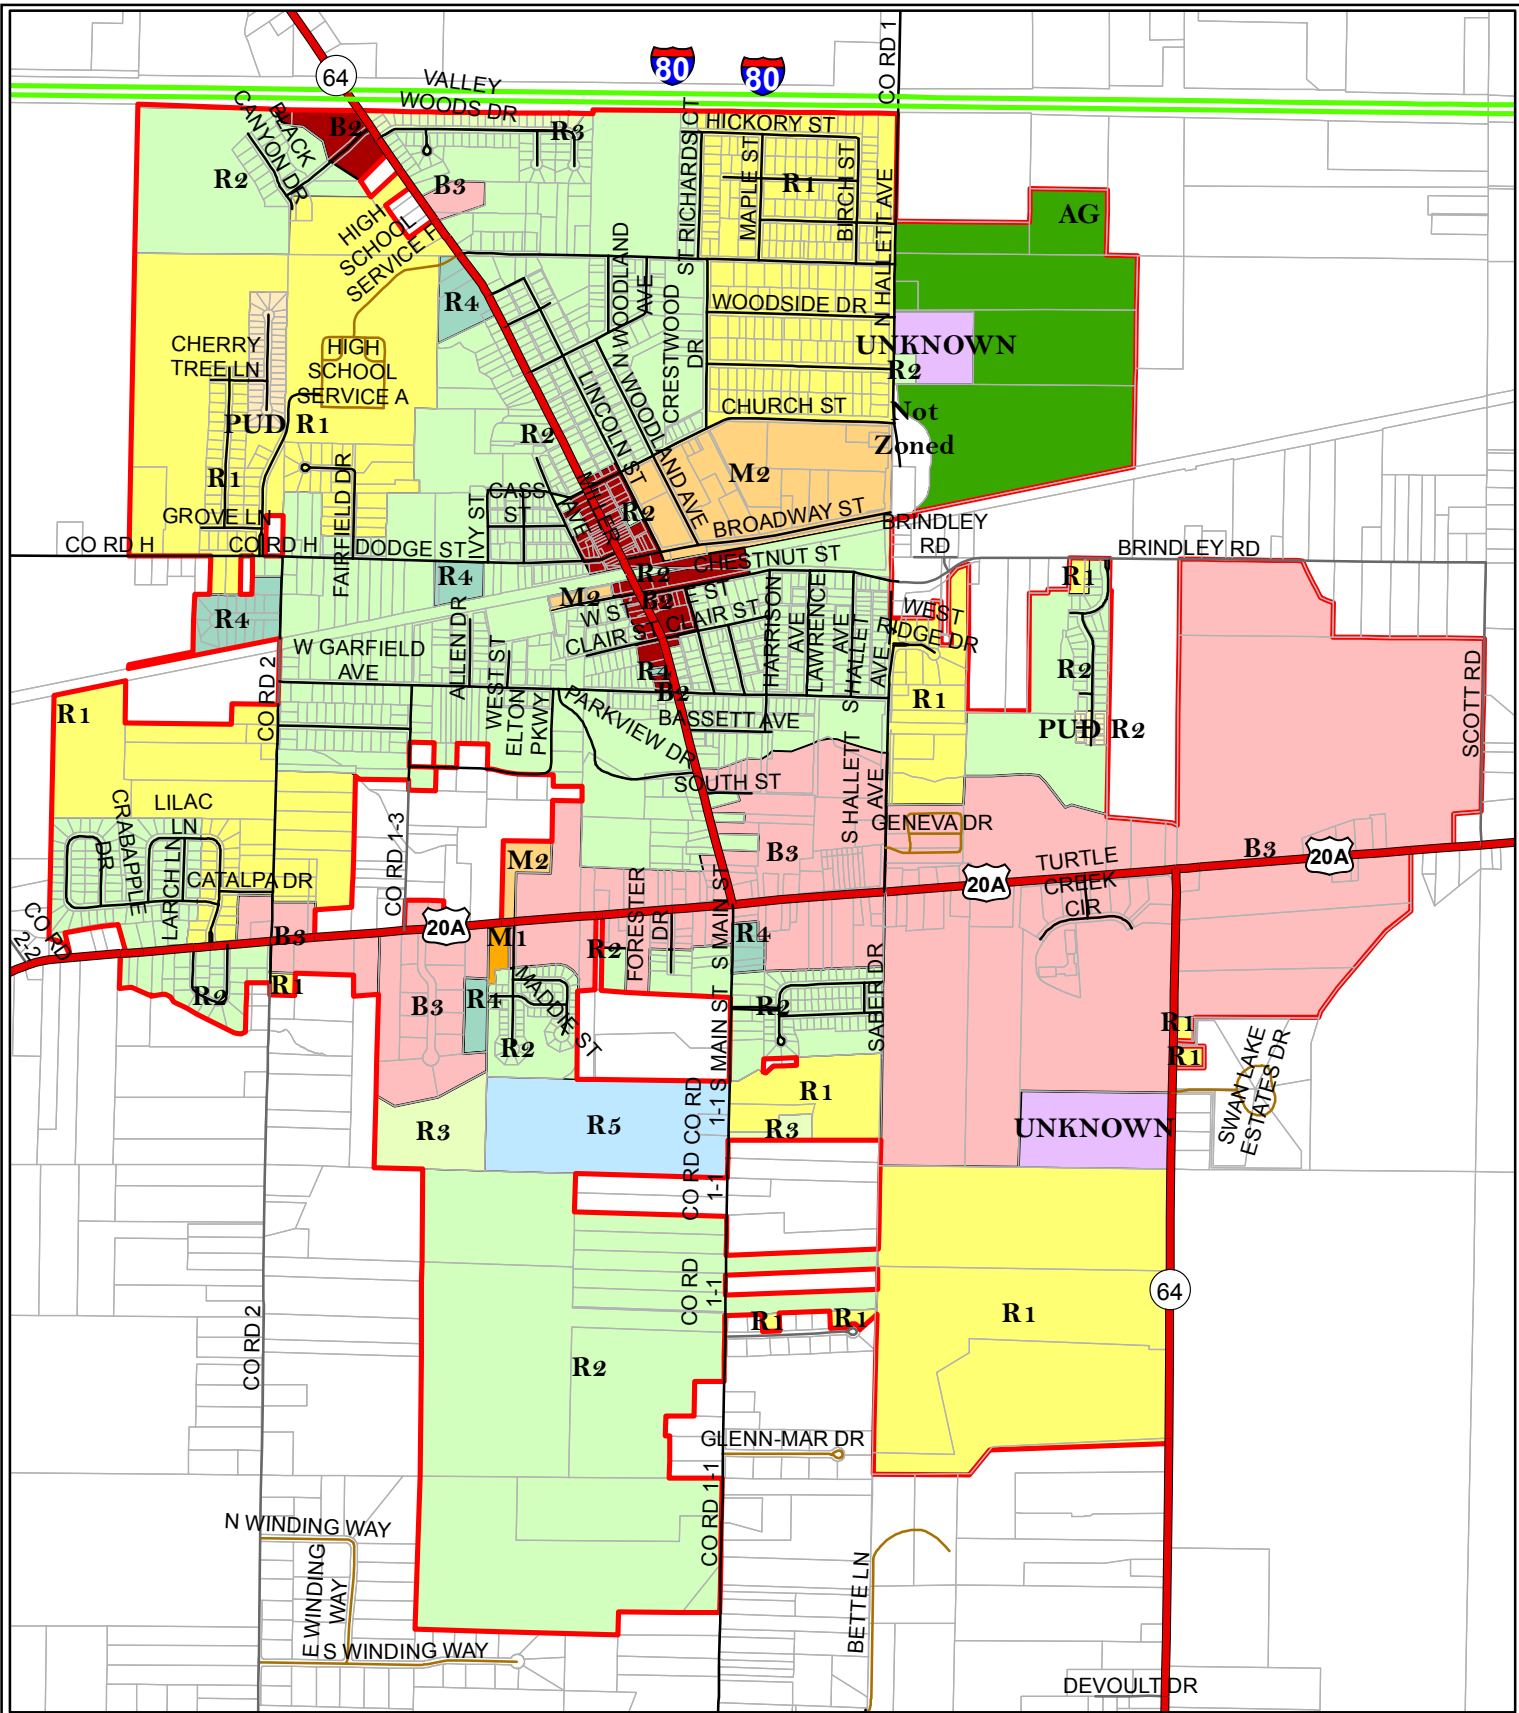 80
80
CO RD 1
64
VALLEY
WOODS DR
BLACK
CANYON DR
B2
R3
HICKORY ST
ST RICHARDS CT
MAPLE ST
BIRCH ST
R1
N HALLETT AVE
R2
B3
AG
HIGH
SCHOOL
SERVICE
R4
N WOODLAND
AVE
CRESTWOOD
DR
WOODSIDE DR
UNKNOWN
R2
CHERRY
TREE LN
HIGH
SCHOOL
SERVICE A
LINCOLN ST
N WOODLAND AVE
CHURCH ST
Not
Zoned
PUD
R1
R2
R1
M2
FAIRFIELD DR
IVY ST
CASS
ST
MILLER
AVE
R2
BROADWAY ST
GROVE LN
CO RD H
CO RD H
DODGE ST
BRINDLEY
RD
BRINDLEY RD
CHESTNUT ST
R2
R4
R4
M2
B2
E ST
CLAIR ST
W ST
CLAIR ST
R1
WEST
RIDGE DR
HARRISON
AVE
LAWRENCE
AVE
S HALLETT
AVE
W GARFIELD
AVE
ALLEN DR
WEST ST
ELTON
PKWY
R4
B2
R2
R1
CO RD 2
R1
PARKVIEW DR
BASSETT AVE
PUD
R2
SCOTT RD
SOUTH ST
S HALLETT
AVE
GENEVA DR
LILAC
LN
CRABAPPLE
DR
LARCH LN
CATALPA DR
CO RD 1-3
M2
B3
B3
20A
20A
20A
TURTLE
CREEK
CIR
CO RD
2-2
B3
M1
R2
FORESTER
DR
S MAIN ST
R4
R2
R1
B3
R4
MADDIE ST
R2
S MAIN ST
R2
SABER DR
R1
R1
SWAN LAKE
ESTATES DR
R3
R5
CO RD
1-1
R1
R3
UNKNOWN
CO RD
1-1
CO RD
1-1
R1
R1
R1
64
CO RD 2
R2
GLENN-MAR DR
CO RD 1-1
N WINDING WAY
E WINDING
WAY
S WINDING WAY
BETTE LN
DEVOULT DR